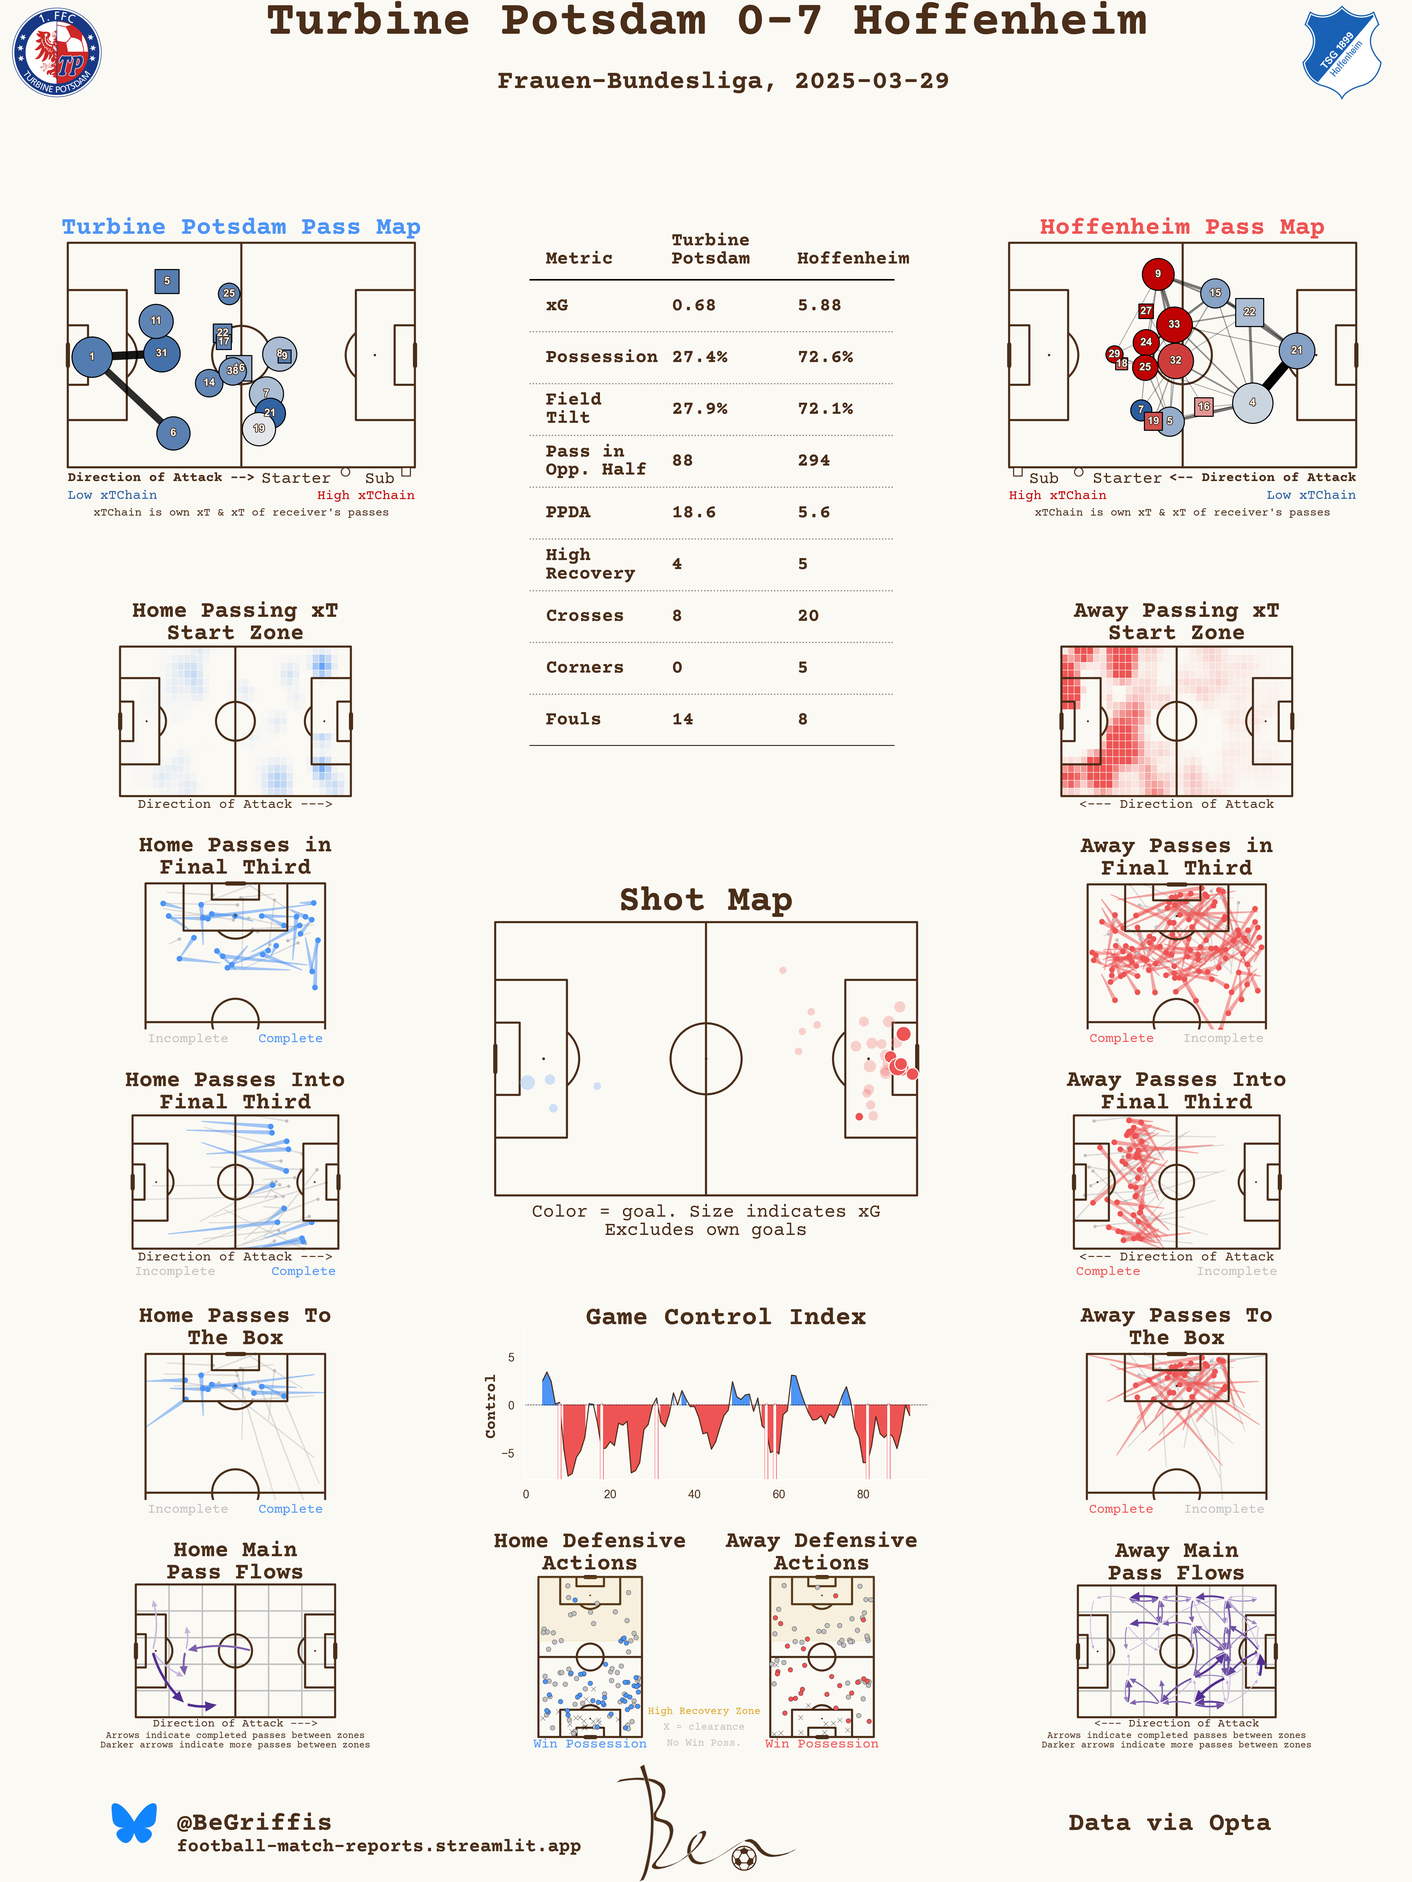 Turbine Potsdam 0-7 Hoffenheim
Frauen-Bundesliga, 2025-03-29
1. FFC
TP
TURBINE POTSDAM
TSG 1899
Hoffenheim
Turbine Potsdam Pass Map
5
25
11
22
17
1
31
8
9
6
38
14
7
21
19
6
Direction of Attack --> Starter Sub
Low xTChain High xTChain
xTChain is own xT & xT of receiver's passes
Metric Turbine Potsdam Hoffenheim
xG 0.68 5.88
Possession 27.4% 72.6%
Field Tilt 27.9% 72.1%
Pass in Opp. Half 88 294
PPDA 18.6 5.6
High Recovery 4 5
Crosses 8 20
Corners 0 5
Fouls 14 8
Hoffenheim Pass Map
9
15
27
22
33
24
29
18
32
21
25
7
16
4
19
5
Sub Starter <-- Direction of Attack
High xTChain Low xTChain
xTChain is own xT & xT of receiver's passes
Home Passing xT
Start Zone
Direction of Attack --->
Away Passing xT
Start Zone
<--- Direction of Attack
Home Passes in
Final Third
Incomplete Complete
Away Passes in
Final Third
Complete Incomplete
Shot Map
Color = goal. Size indicates xG
Excludes own goals
Home Passes Into
Final Third
Direction of Attack --->
Incomplete Complete
Away Passes Into
Final Third
<--- Direction of Attack
Complete Incomplete
Home Passes To
The Box
Incomplete Complete
Game Control Index
Control
5
0
−5
0 20 40 60 80
Away Passes To
The Box
Complete Incomplete
Home Main
Pass Flows
Direction of Attack --->
Arrows indicate completed passes between zones
Darker arrows indicate more passes between zones
Home Defensive
Actions
Win Possession
Away Defensive
Actions
Win Possession
High Recovery Zone
X = clearance
No Win Poss.
Away Main
Pass Flows
<--- Direction of Attack
Arrows indicate completed passes between zones
Darker arrows indicate more passes between zones
@BeGriffis
football-match-reports.streamlit.app
Ben
Data via Opta